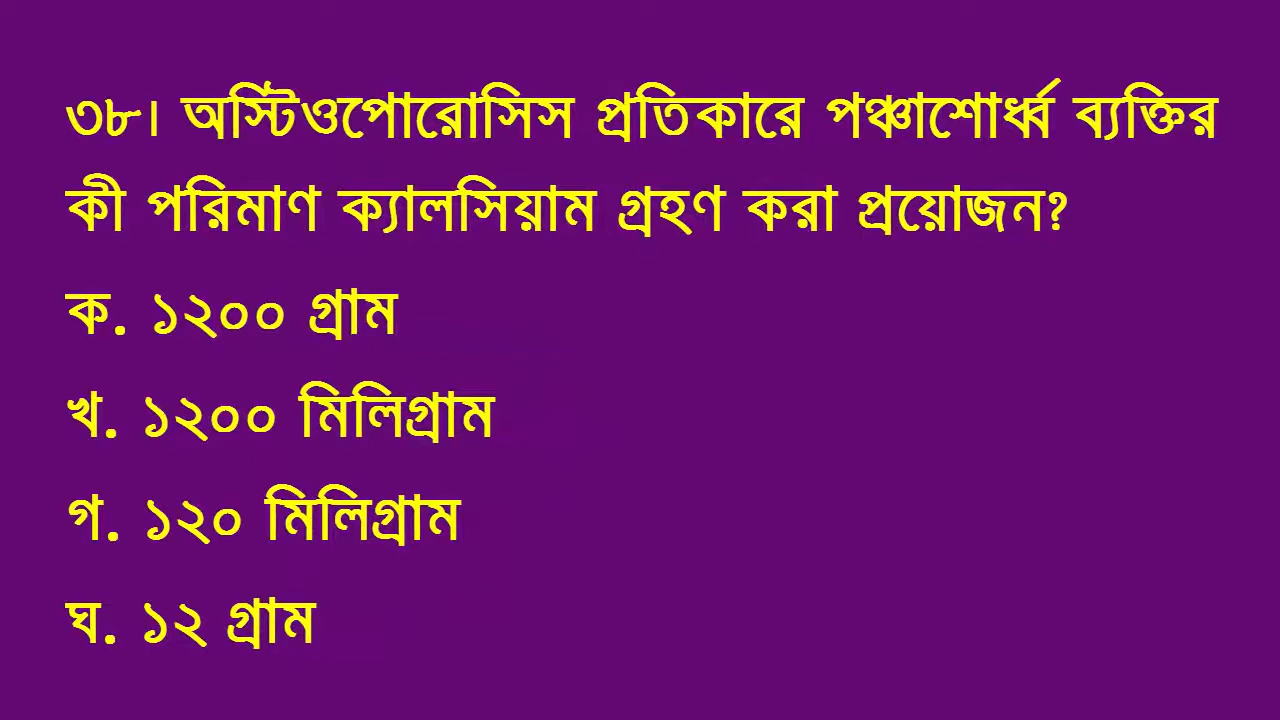 ৩৮। অস্টিওপোরোসিস প্রতিকারে পঞ্চাশোর্ধ্ব ব্যক্তির
কী পরিমাণ ক্যালসিয়াম গ্রহণ করা প্রয়োজন?
ক. ১২০০ গ্রাম
খ. ১২০০ মিলিগ্রাম
গ. ১২০ মিলিগ্রাম
ঘ. ১২ গ্রাম